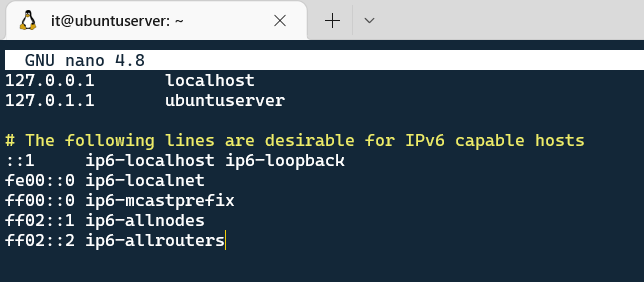 it@ubuntuserver: ~
GNU nano 4.8
127.0.0.1       localhost
127.0.1.1       ubuntuserver
# The following lines are desirable for IPv6 capable hosts
::1     ip6-localhost ip6-loopback
fe00::0 ip6-localnet
ff00::0 ip6-mcastprefix
ff02::1 ip6-allnodes
ff02::2 ip6-allrouters